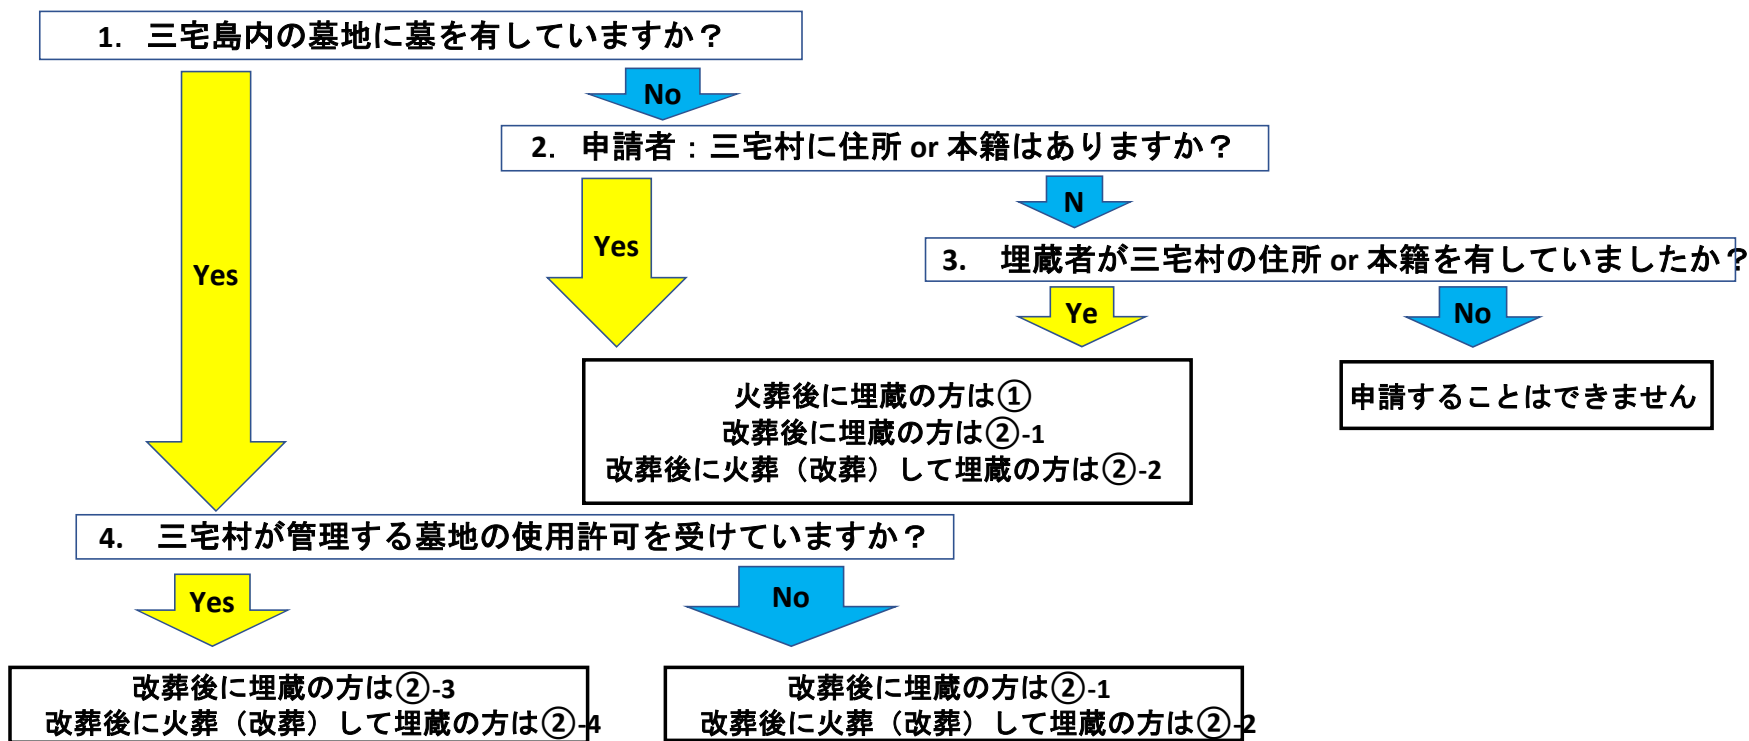 1. 三宅島内の墓地に墓を有していますか？
No
2. 申請者：三宅村に住所 or 本籍はありますか？
N
Yes
Yes
3. 埋蔵者が三宅村の住所 or 本籍を有していましたか？
Ye
No
火葬後に埋蔵の方は①
改葬後に埋蔵の方は②-1
改葬後に火葬（改葬）して埋蔵の方は②-2
申請することはできません
4. 三宅村が管理する墓地の使用許可を受けていますか？
Yes
No
改葬後に埋蔵の方は②-3
改葬後に火葬（改葬）して埋蔵の方は②-4
改葬後に埋蔵の方は②-1
改葬後に火葬（改葬）して埋蔵の方は②-2